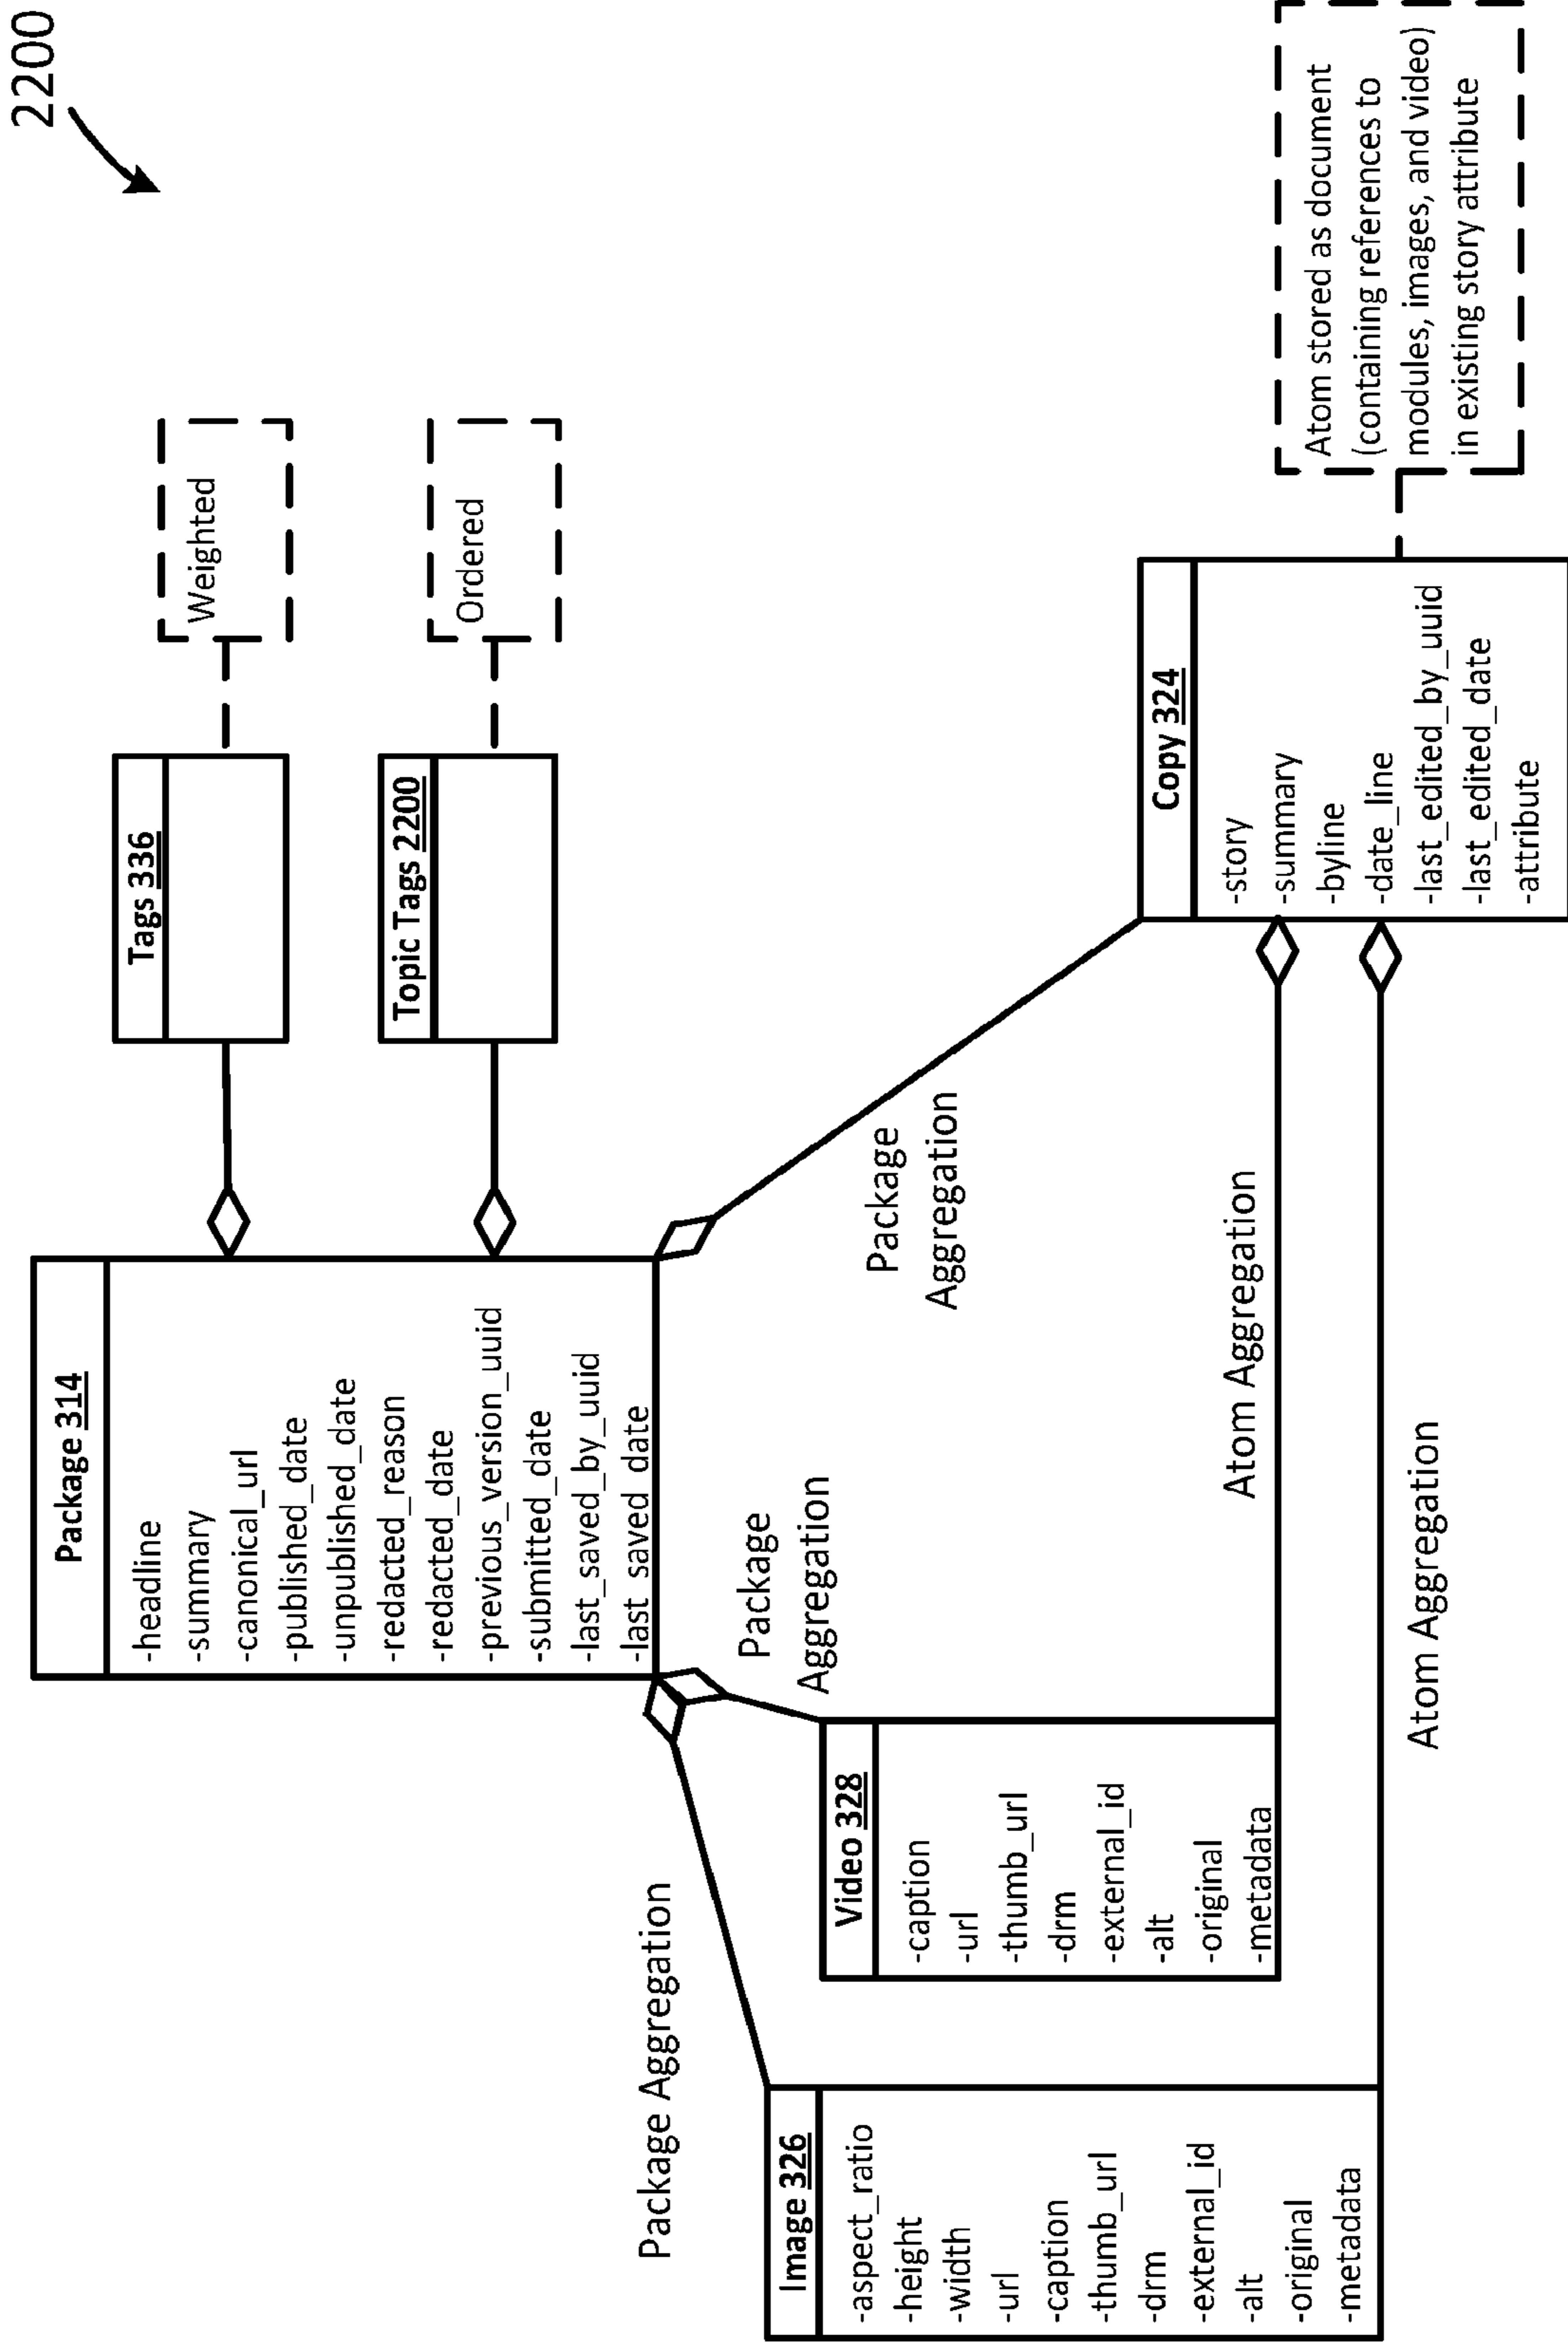 2200
Package 314
-headline
-summary
-canonical_url
-published_date
-unpublished_date
-redacted_reason
-redacted_date
-previous_version_uuid
-submitted_date
-last_saved_by_uuid
-last_saved_date
Tags 336
Weighted
Topic Tags 2200
Ordered
Package Aggregation
Package
Aggregation
Package
Aggregation
Image 326
-aspect_ratio
-height
-width
-url
-caption
-thumb_url
-drm
-external_id
-alt
-original
-metadata
Video 328
-caption
-url
-thumb_url
-drm
-external_id
-alt
-original
-metadata
Atom Aggregation
Atom Aggregation
Copy 324
-story
-summary
-byline
-date_line
-last_edited_by_uuid
-last_edited_date
-attribute
Atom stored as document
(containing references to
modules, images, and video)
in existing story attribute